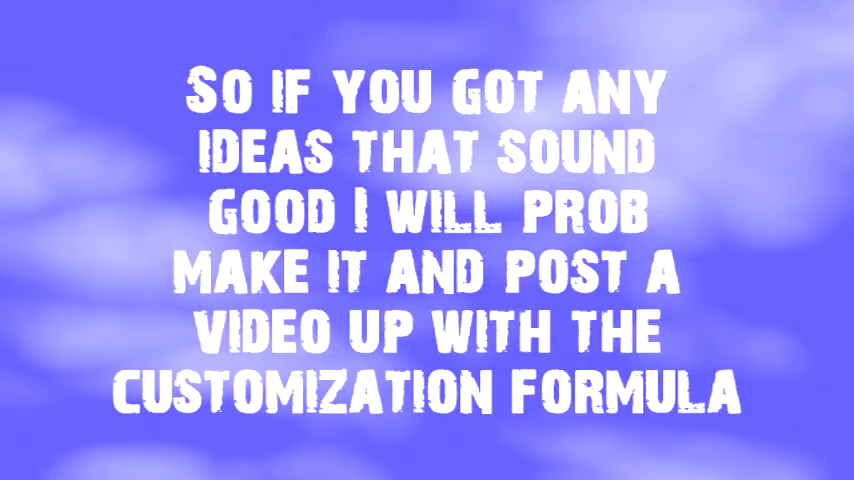 So if you got any
ideas that sound
good I will prob
make it and post a
video up with the
customization Formula